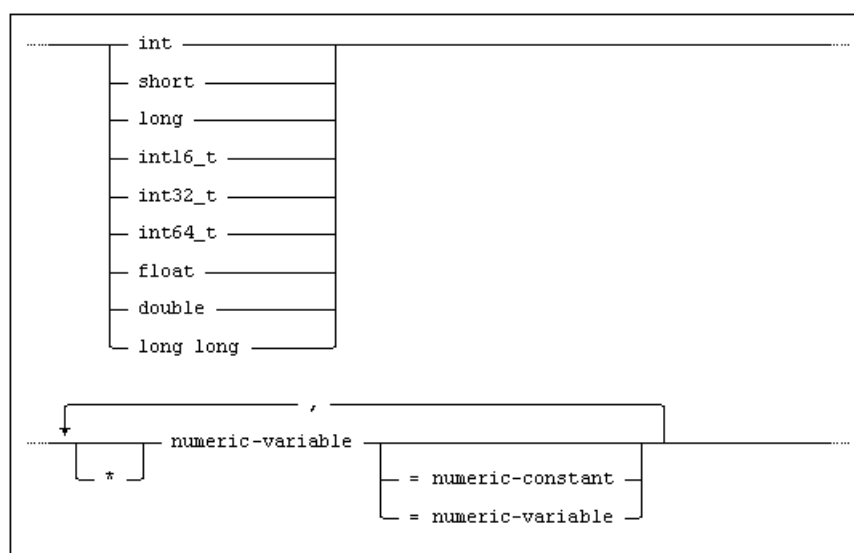 int
short
long
int16_t
int32_t
int64_t
float
double
long long
,
numeric-variable
*
= numeric-constant
= numeric-variable